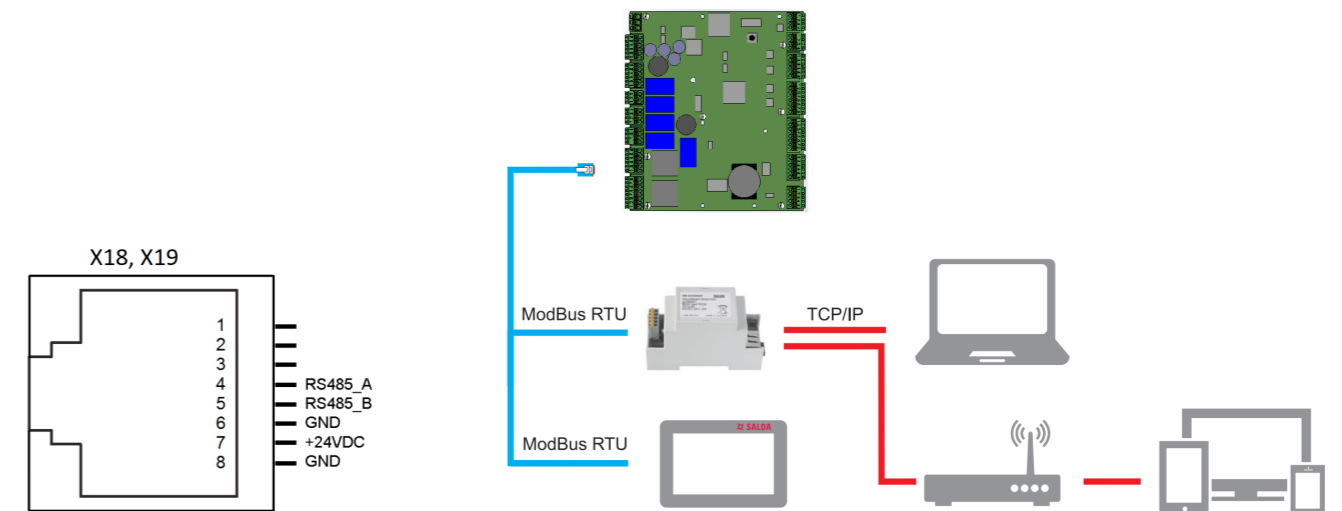 X18, X19
1
2
3
4 RS485_A
5 RS485_B
6 GND
7 +24VDC
8 GND
ModBus RTU
TCP/IP
ModBus RTU
SALDA